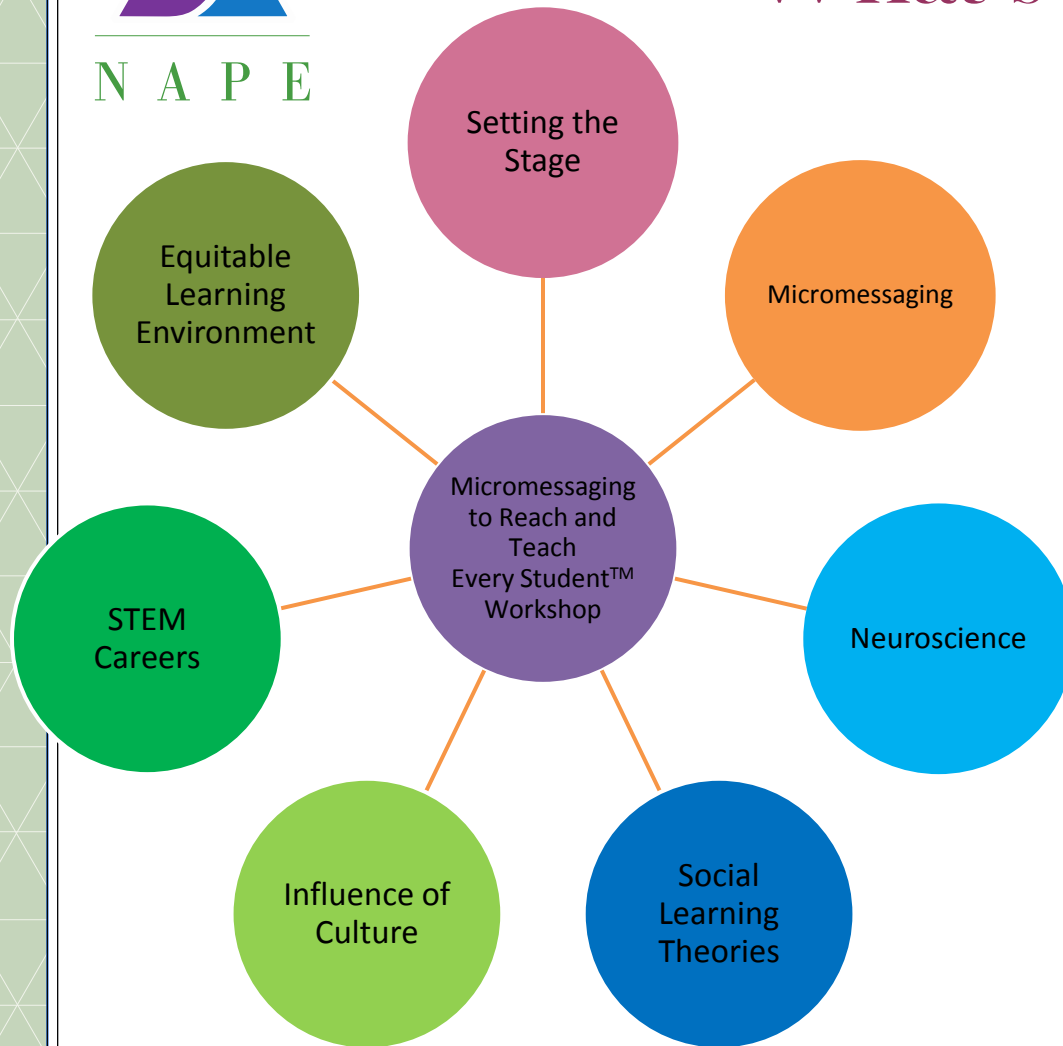 NAPE
Setting the
Stage
Micromessaging
Neuroscience
Social
Learning
Theories
Influence of
Culture
STEM
Careers
Equitable
Learning
Environment
Micromessaging
to Reach and
Teach
Every Student™
Workshop